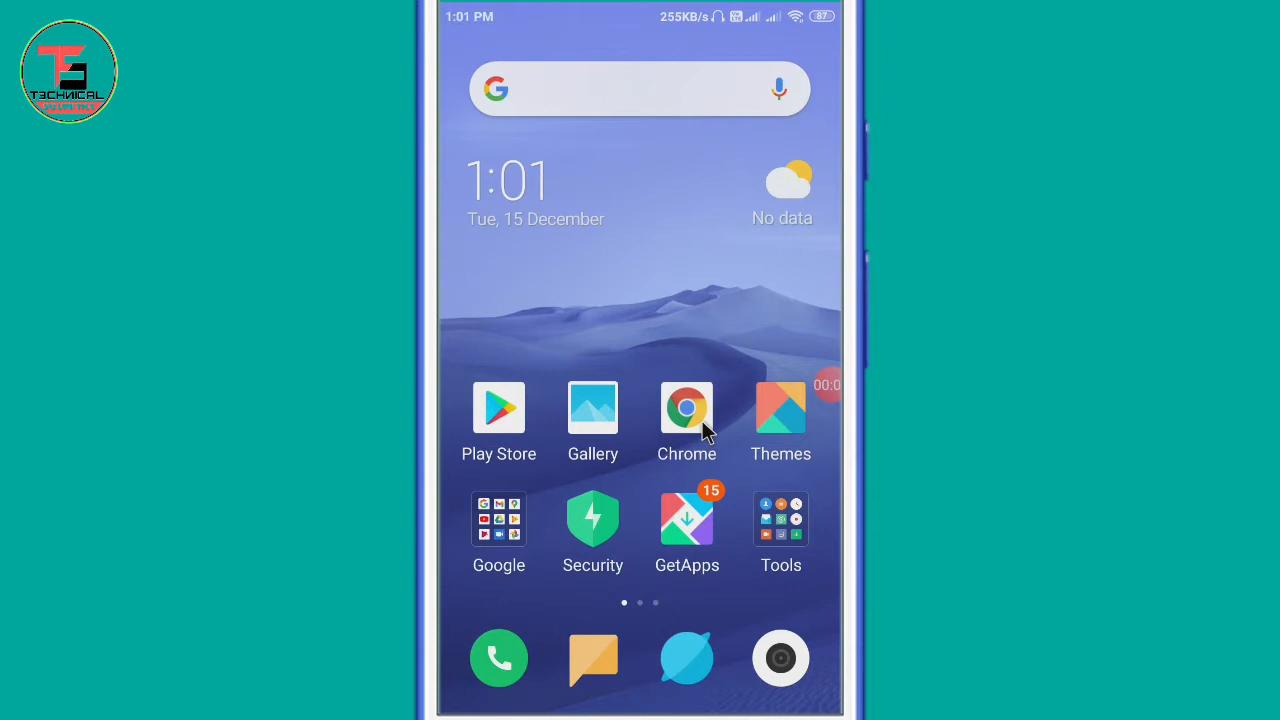 1:01 PM
255KB/s
87
TECHNICAL
1:01
Tue, 15 December
No data
00:0
Play Store
Gallery
Chrome
Themes
15
Google
Security
GetApps
Tools